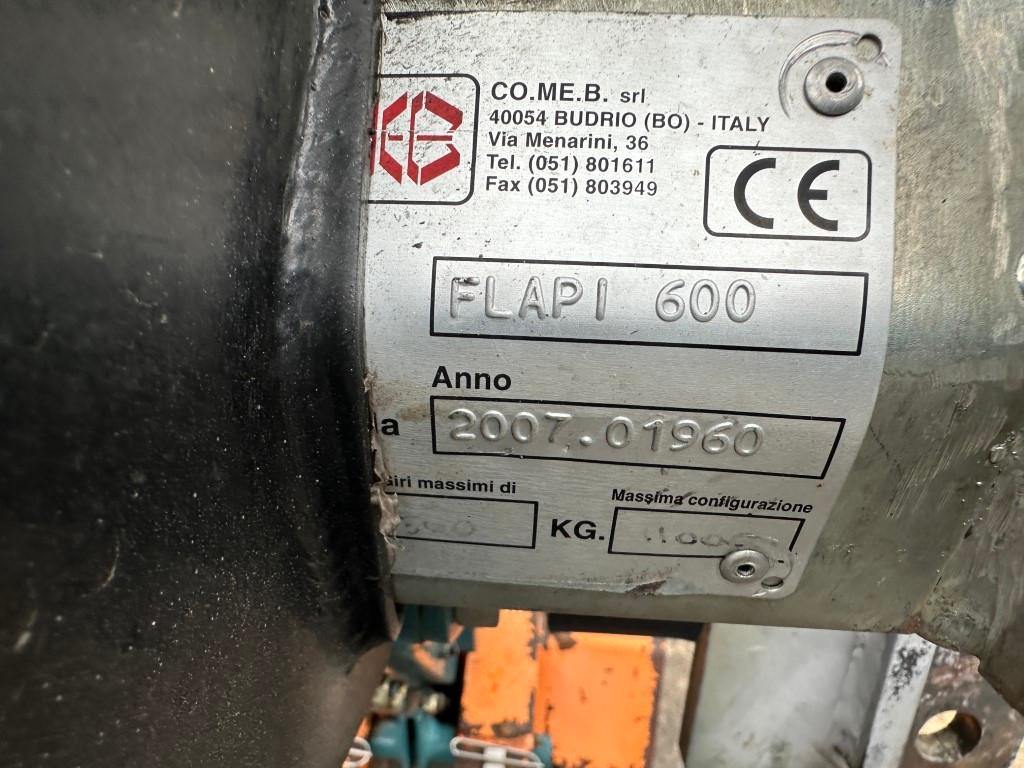 CO.ME.B. srl
40054 BUDRIO (BO) - ITALY
Via Menarini, 36
Tel. (051) 801611
Fax (051) 803949
CE
FLAPI 600
Anno
2007.01960
massimi di
Massima configurazione
KG.